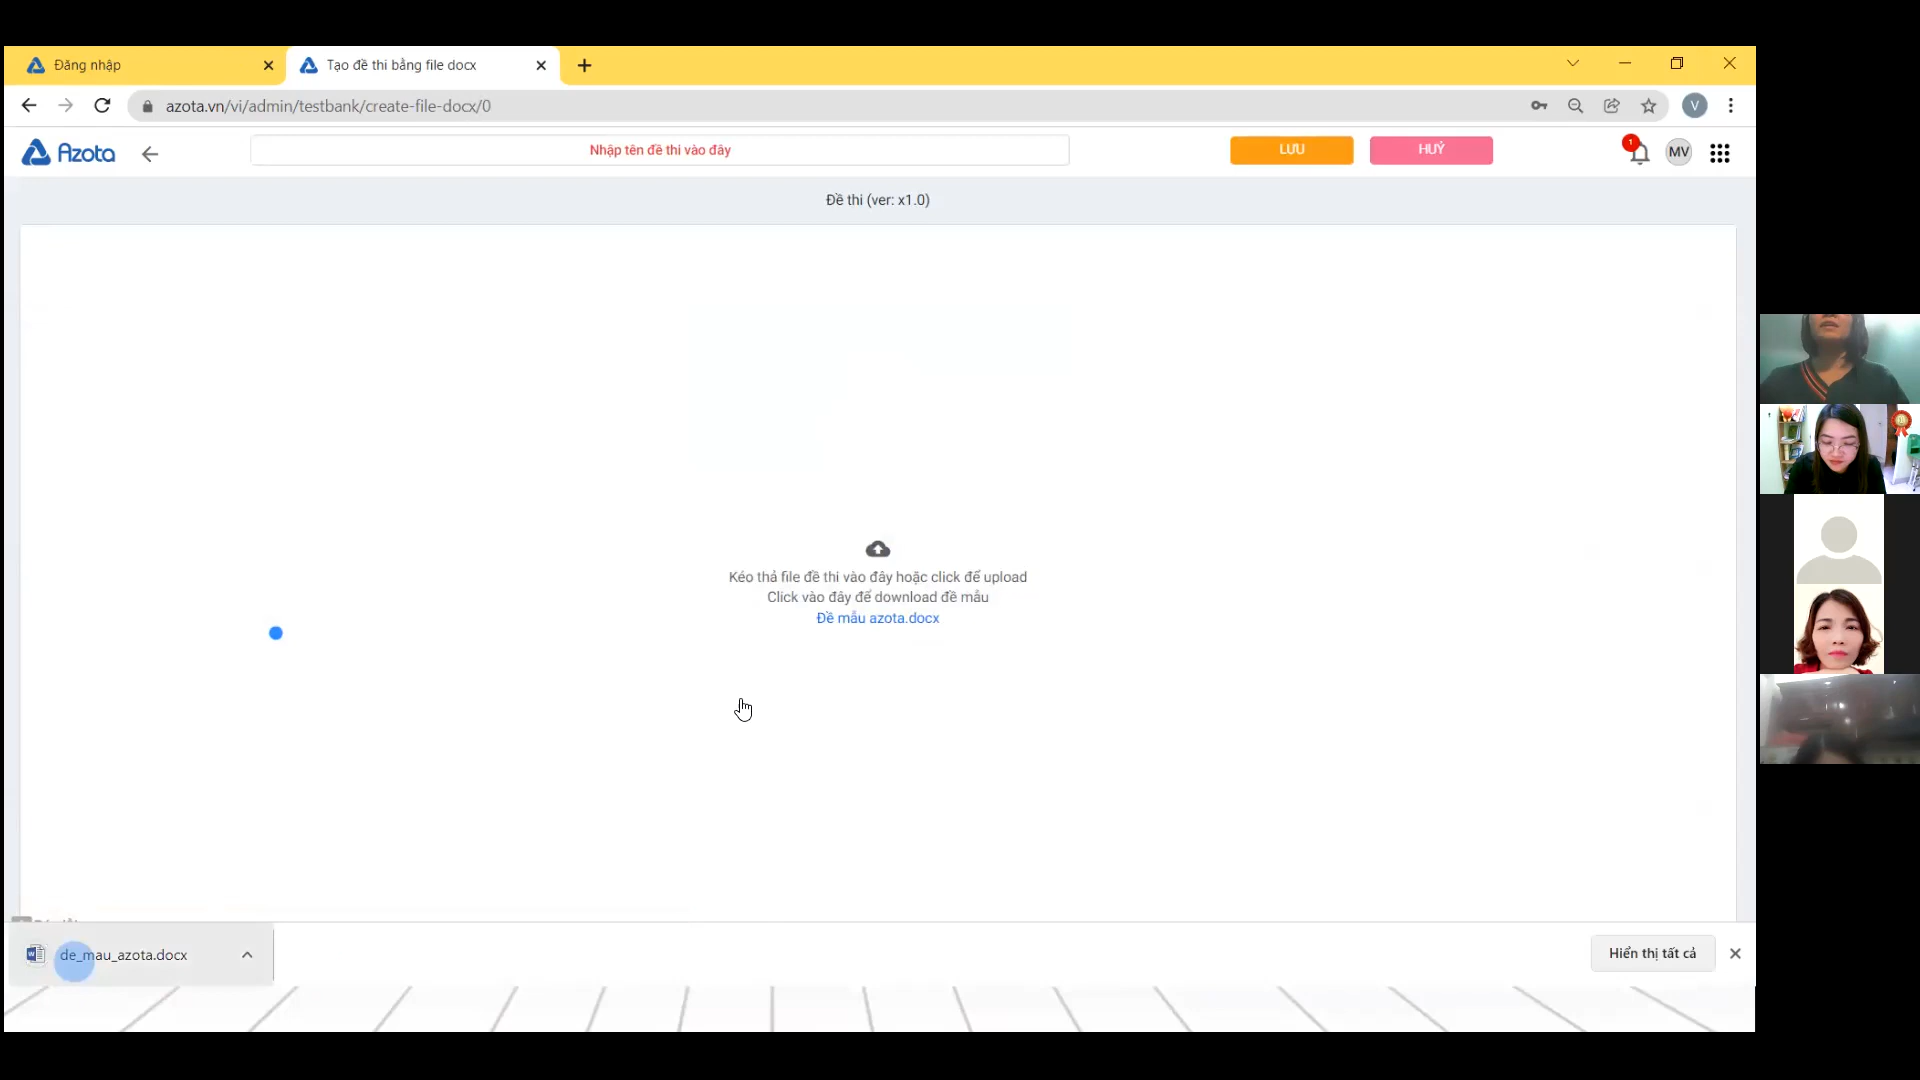 Đăng nhập
Tạo đề thi bằng file docx
azota.vn/vi/admin/testbank/create-file-docx/0
V
Azota
Nhập tên đề thi vào đây
LƯU
HUỶ
1
MV
Đề thi (ver: x1.0)
Kéo thả file đề thi vào đây hoặc click để upload
Click vào đây để download đề mẫu
Đề mẫu azota.docx
de_mau_azota.docx
Hiển thị tất cả